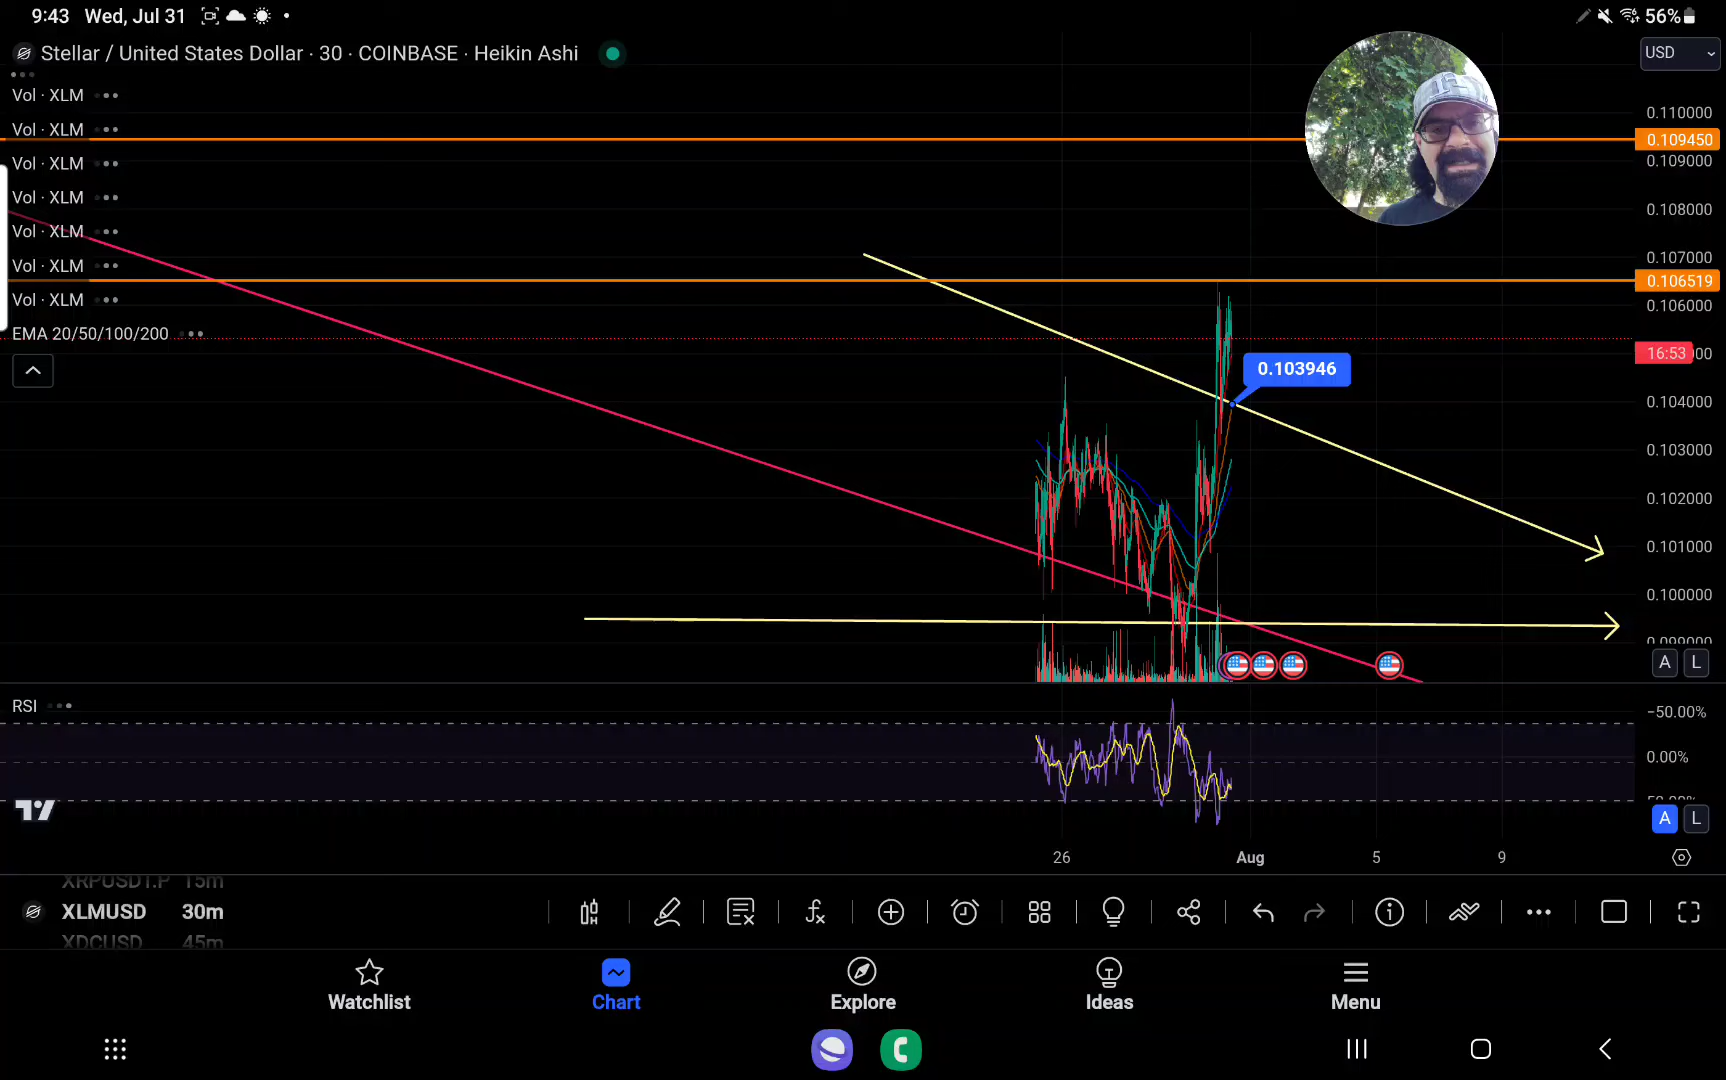 9:43 Wed, Jul 31
56%
Stellar / United States Dollar · 30 · COINBASE · Heikin Ashi
USD
Vol · XLM
Vol · XLM
Vol · XLM
Vol · XLM
Vol · XLM
Vol · XLM
Vol · XLM
EMA 20/50/100/200
0.110000
0.109450
0.109000
0.108000
0.107000
0.106519
0.106000
16:53
0.103946
0.104000
0.103000
0.102000
0.101000
0.100000
0.099000
A L
RSI
−50.00%
0.00%
50.00%
A L
26 Aug 5 9
XRPUSDT.P 15m
XLMUSD 30m
XDCUSD 45m
Watchlist
Chart
Explore
Ideas
Menu